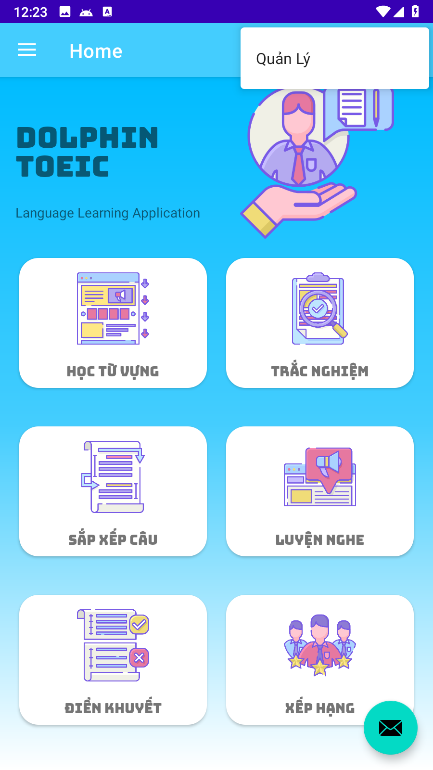 12:23
Home
Quản Lý
DOLPHIN
TOEIC
Language Learning Application
HỌC TỪ VỰNG
TRẮC NGHIỆM
SẮP XẾP CÂU
LUYỆN NGHE
ĐIỀN KHUYẾT
XẾP HẠNG